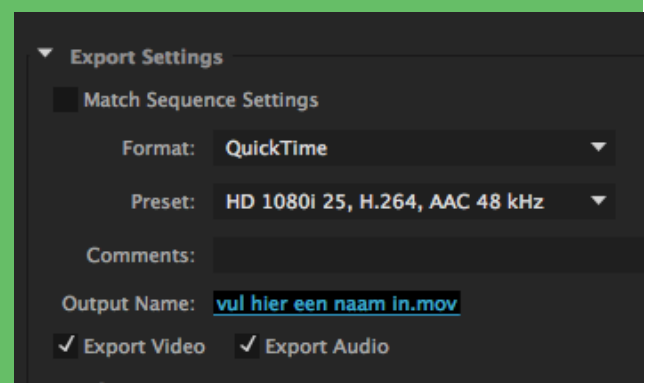 Export Settings
Match Sequence Settings
Format: QuickTime
Preset: HD 1080i 25, H.264, AAC 48 kHz
Comments:
Output Name: vul hier een naam in.mov
Export Video Export Audio